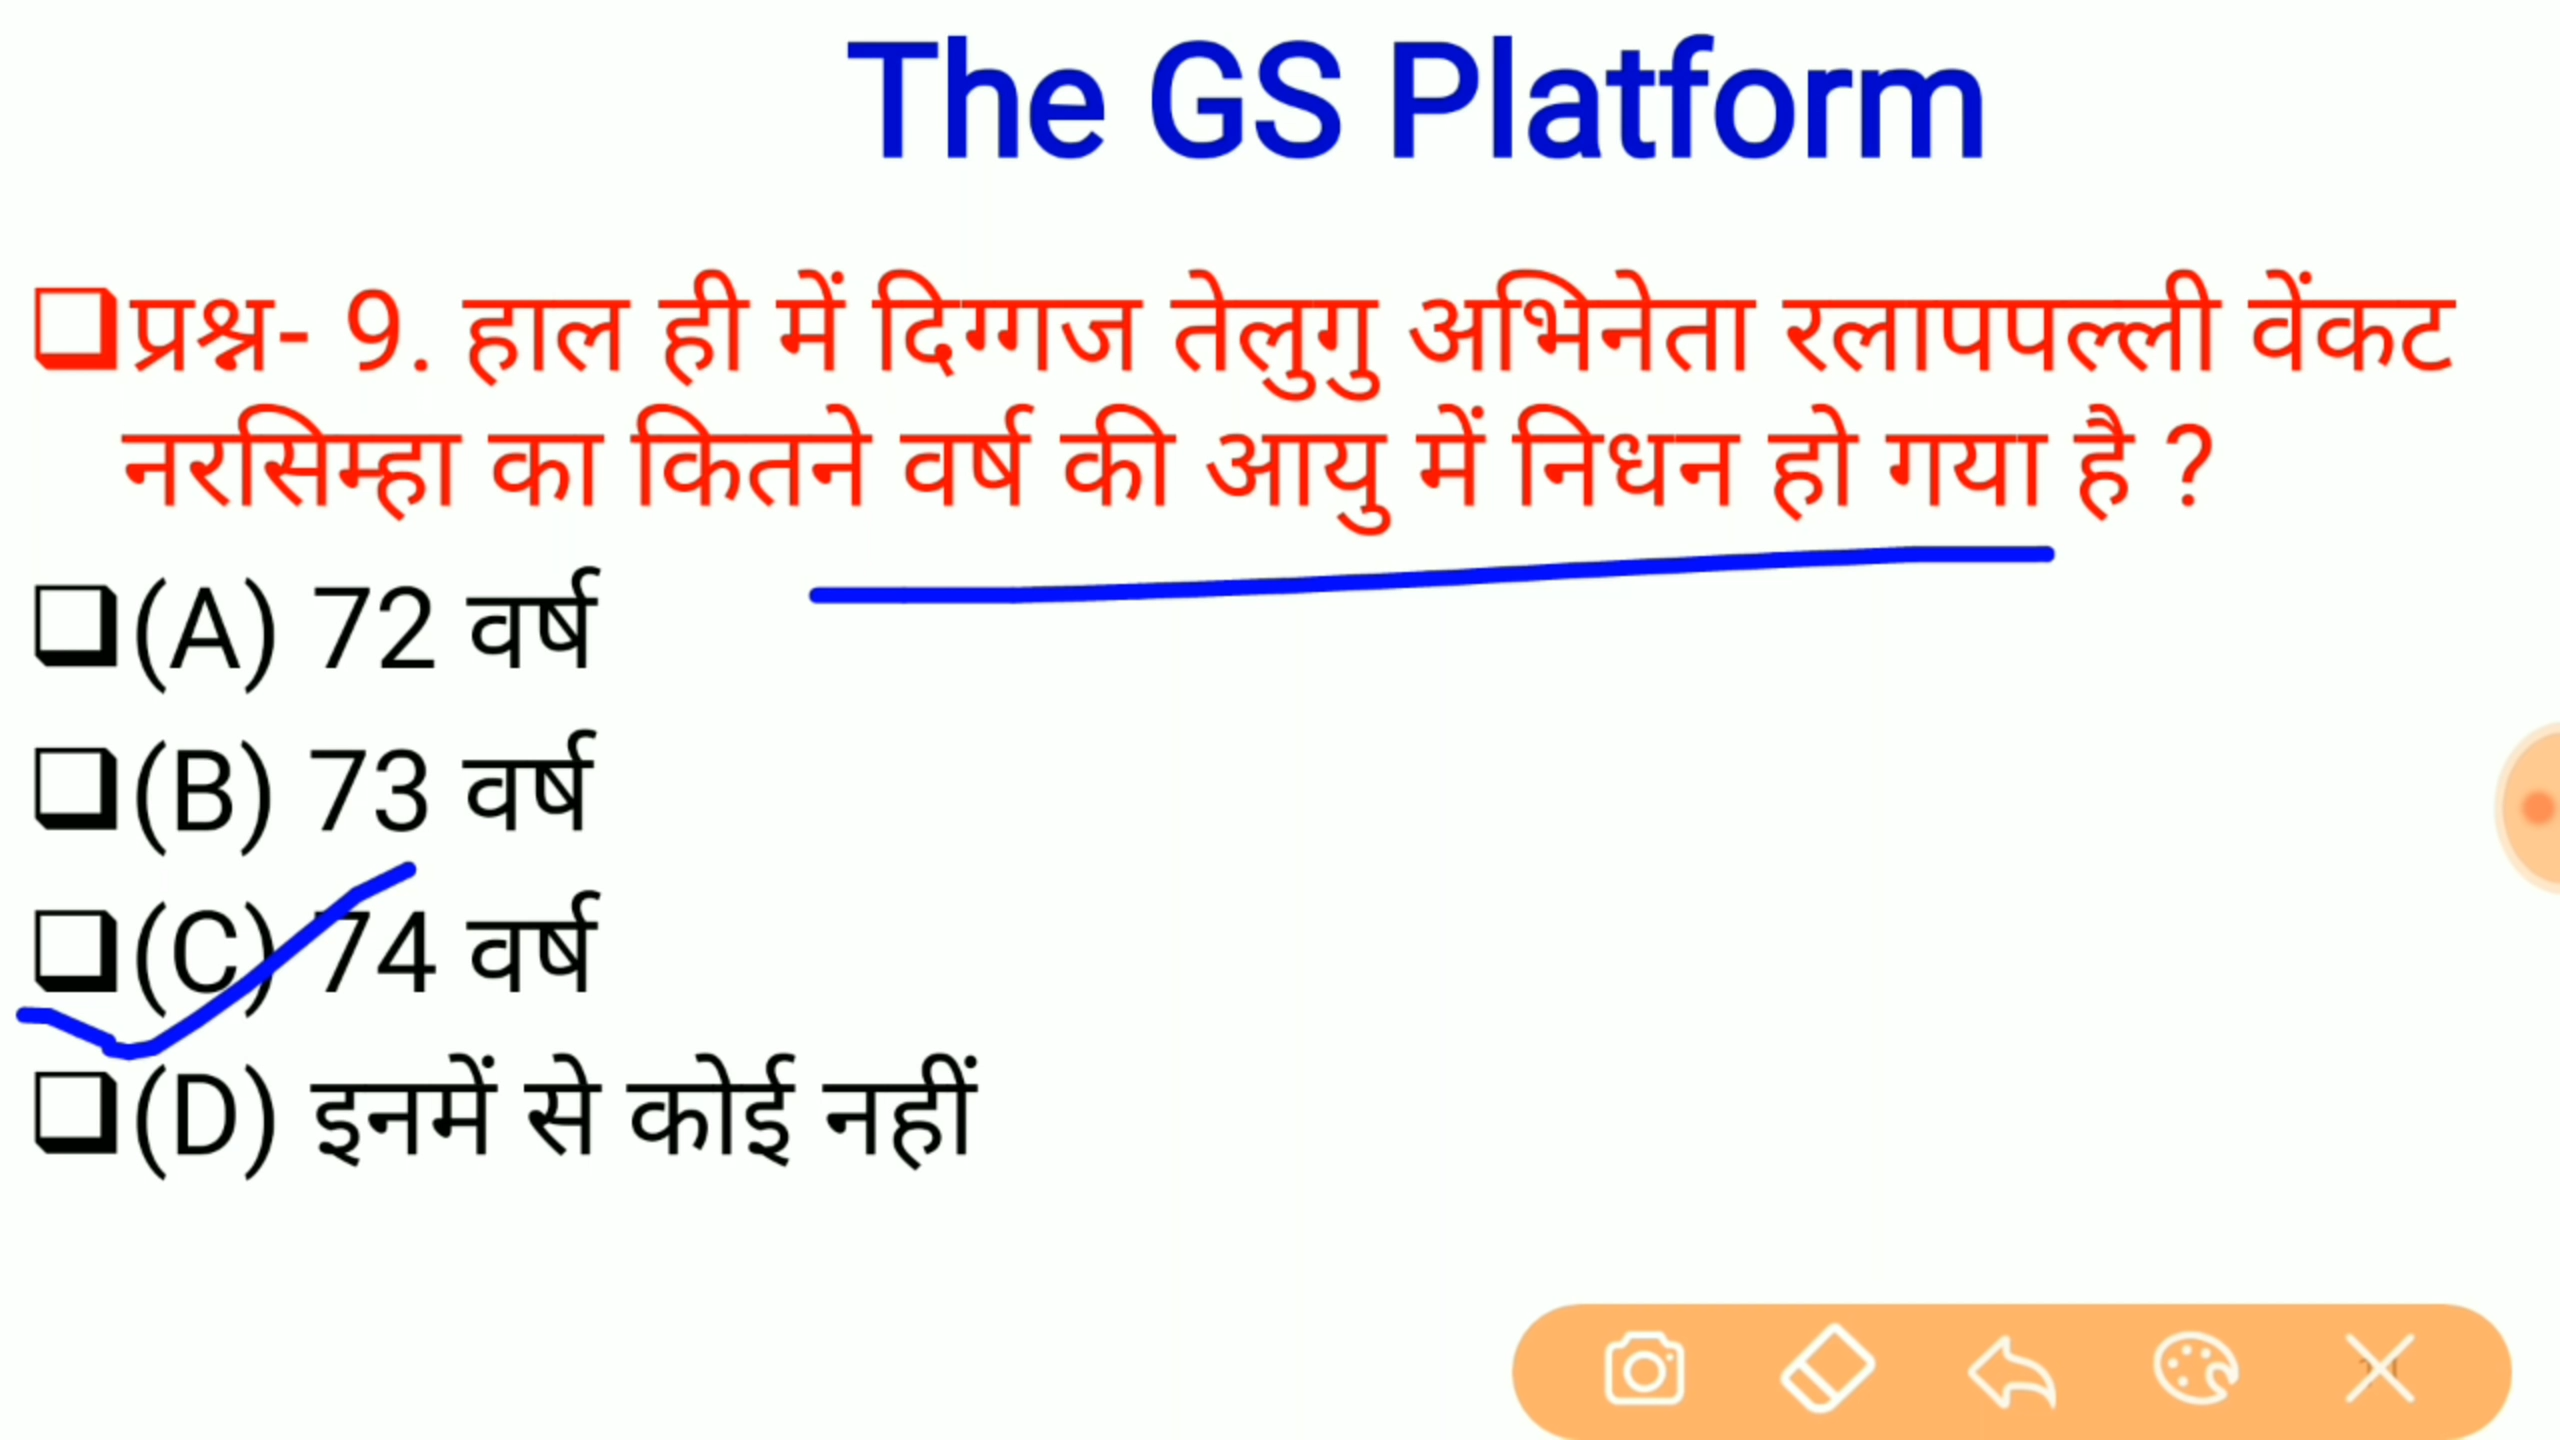 The GS Platform
❑प्रश्न- 9. हाल ही में दिग्गज तेलुगु अभिनेता रलापपल्ली वेंकट
नरसिम्हा का कितने वर्ष की आयु में निधन हो गया है ?
❑(A) 72 वर्ष
❑(B) 73 वर्ष
❑(C) 74 वर्ष
❑(D) इनमें से कोई नहीं